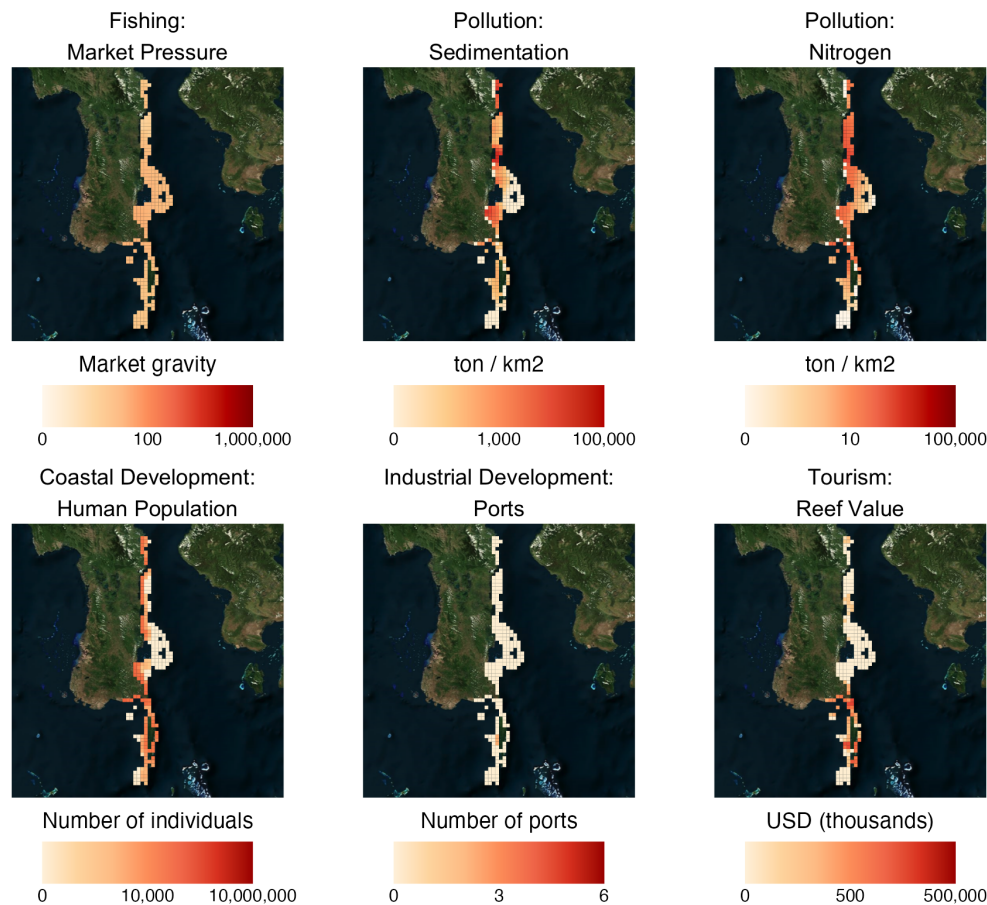 Fishing:
Market Pressure
Pollution:
Sedimentation
Pollution:
Nitrogen
Market gravity
0 100 1,000,000
ton / km2
0 1,000 100,000
ton / km2
0 10 100,000
Coastal Development:
Human Population
Industrial Development:
Ports
Tourism:
Reef Value
Number of individuals
0 10,000 10,000,000
Number of ports
0 3 6
USD (thousands)
0 500 500,000